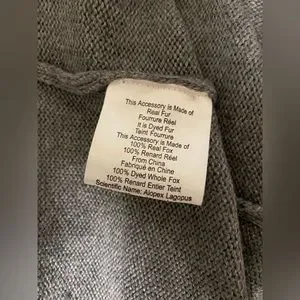 This Accessory is Made of
Real Fur
Fourrure Réel
It is Dyed Fur
Teint Fourrure
This Accessory is Made of
100% Real Fox
100% Renard Réel
From China
Fabriqué en Chine
100% Dyed Whole Fox
100% Renard Entier Teint
Scientific Name: Alopex Lagopus